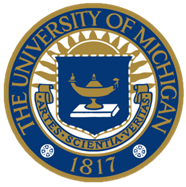 THE UNIVERSITY OF MICHIGAN
ARTES · SCIENTIA · VERITAS
1817